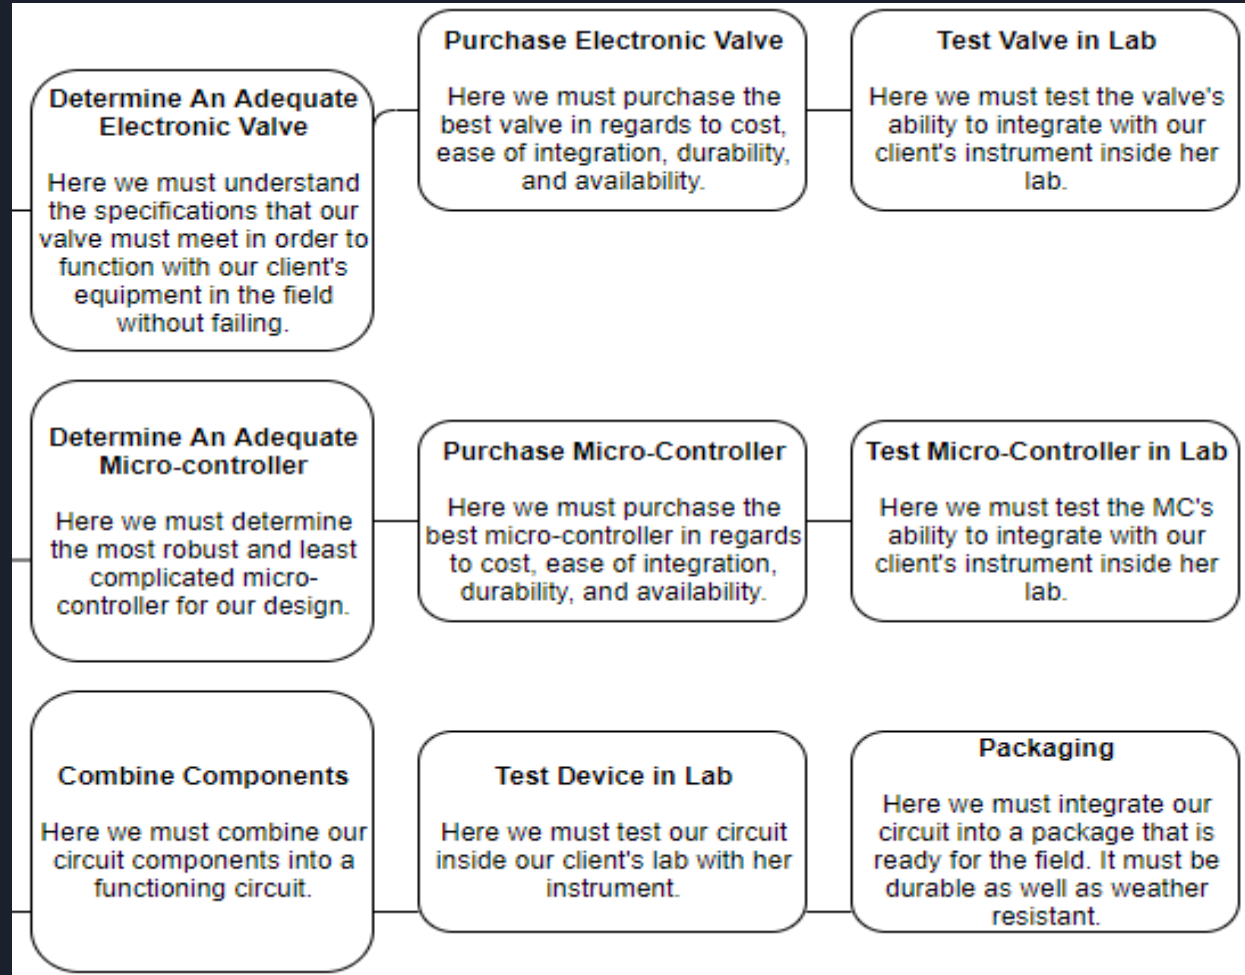 Determine An Adequate
Electronic Valve
Here we must understand
the specifications that our
valve must meet in order to
function with our client's
equipment in the field
without failing.
Purchase Electronic Valve
Here we must purchase the
best valve in regards to cost,
ease of integration, durability,
and availability.
Test Valve in Lab
Here we must test the valve's
ability to integrate with our
client's instrument inside her
lab.
Determine An Adequate
Micro-controller
Here we must determine
the most robust and least
complicated micro-
controller for our design.
Purchase Micro-Controller
Here we must purchase the
best micro-controller in regards
to cost, ease of integration,
durability, and availability.
Test Micro-Controller in Lab
Here we must test the MC's
ability to integrate with our
client's instrument inside her
lab.
Combine Components
Here we must combine our
circuit components into a
functioning circuit.
Test Device in Lab
Here we must test our circuit
inside our client's lab with her
instrument.
Packaging
Here we must integrate our
circuit into a package that is
ready for the field. It must be
durable as well as weather
resistant.